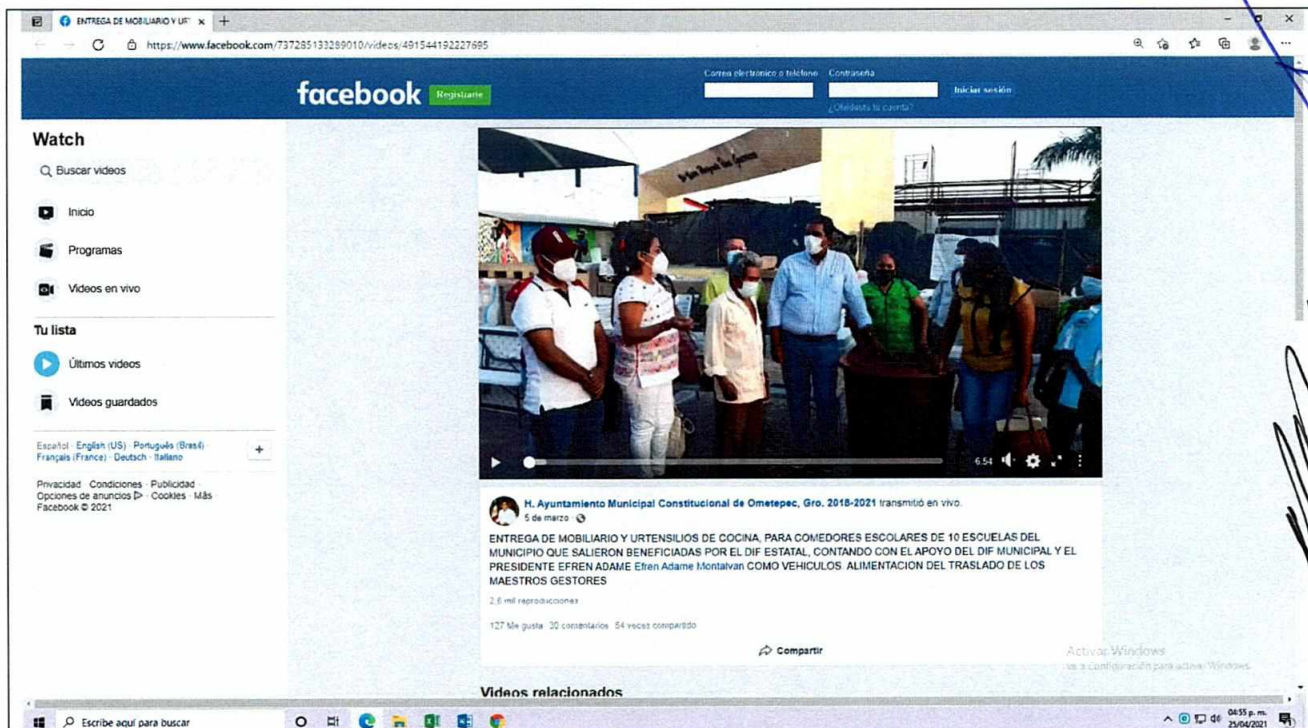 ENTREGA DE MOBILIARIO Y UR
https://www.facebook.com/737285133289010/videos/491544192227695
facebook
Registrarte
Correo electrónico o teléfono
Contraseña
Iniciar sesión
¿Olvidaste tu cuenta?
Watch
Buscar videos
Inicio
Programas
Videos en vivo
Tu lista
Últimos videos
Videos guardados
Español · English (US) · Português (Brasil) ·
Français (France) · Deutsch · Italiano
Privacidad · Condiciones · Publicidad ·
Opciones de anuncios · Cookies · Más ·
Facebook © 2021
6:54
H. Ayuntamiento Municipal Constitucional de Ometepec, Gro. 2018-2021 transmitió en vivo.
5 de marzo ·
ENTREGA DE MOBILIARIO Y URTENSILIOS DE COCINA, PARA COMEDORES ESCOLARES DE 10 ESCUELAS DEL
MUNICIPIO QUE SALIERON BENEFICIADAS POR EL DIF ESTATAL, CONTANDO CON EL APOYO DEL DIF MUNICIPAL Y EL
PRESIDENTE EFREN ADAME Efren Adame Montalvan COMO VEHICULOS. ALIMENTACION DEL TRASLADO DE LOS
MAESTROS GESTORES
2,6 mil reproducciones
127 Me gusta · 30 comentarios · 54 veces compartido
Compartir
Activar Windows
Ve a Configuración para activar Windows.
Videos relacionados
Escribe aquí para buscar
04:55 p. m.
25/04/2021